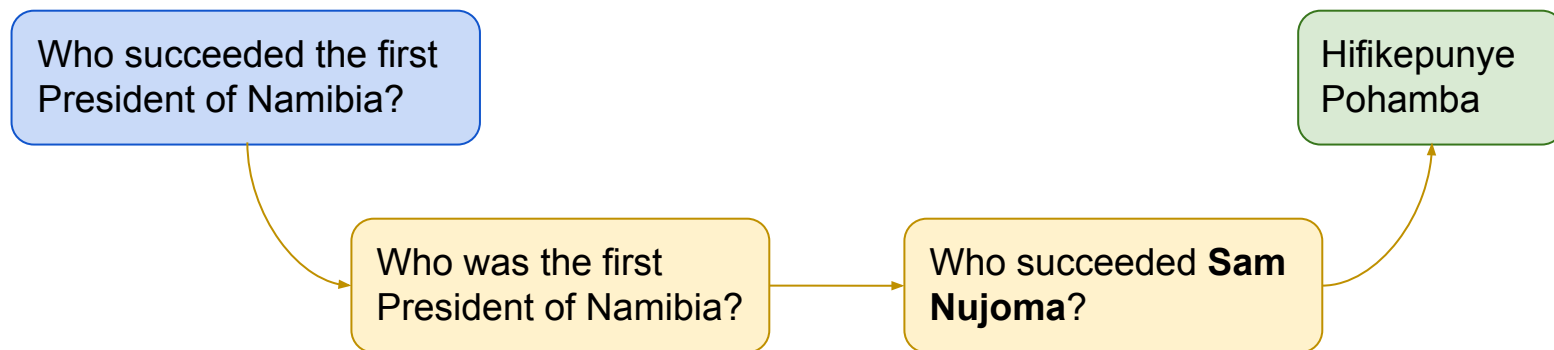 Who succeeded the first
President of Namibia?
Who was the first
President of Namibia?
Who succeeded Sam
Nujoma?
Hifikepunye
Pohamba